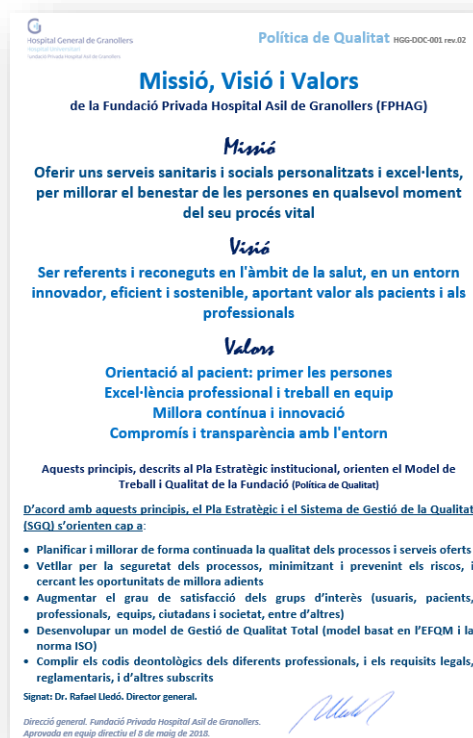 Hospital General de Granollers
Hospital Universitari
Fundació Privada Hospital Asil de Granollers
Política de Qualitat HGG-DOC-001 rev.02
Missió, Visió i Valors
de la Fundació Privada Hospital Asil de Granollers (FPHAG)
Missió
Oferir uns serveis sanitaris i socials personalitzats i excel·lents,
per millorar el benestar de les persones en qualsevol moment
del seu procés vital
Visió
Ser referents i reconeguts en l'àmbit de la salut, en un entorn
innovador, eficient i sostenible, aportant valor als pacients i als
professionals
Valors
Orientació al pacient: primer les persones
Excel·lència professional i treball en equip
Millora contínua i innovació
Compromís i transparència amb l'entorn
Aquests principis, descrits al Pla Estratègic institucional, orienten el Model de
Treball i Qualitat de la Fundació (Política de Qualitat)
D'acord amb aquests principis, el Pla Estratègic i el Sistema de Gestió de la Qualitat
(SGQ) s'orienten cap a:
• Planificar i millorar de forma continuada la qualitat dels processos i serveis oferts
• Vetllar per la seguretat dels processos, minimitzant i prevenint els riscos, i
cercant les oportunitats de millora adients
• Augmentar el grau de satisfacció dels grups d'interès (usuaris, pacients,
professionals, equips, ciutadans i societat, entre d'altres)
• Desenvolupar un model de Gestió de Qualitat Total (model basat en l'EFQM i la
norma ISO)
• Complir els codis deontològics dels diferents professionals, i els requisits legals,
reglamentaris, i d'altres subscrits
Signat: Dr. Rafael Lledó. Director general.
Direcció general. Fundació Privada Hospital Asil de Granollers.
Aprovada en equip directiu el 8 de maig de 2018.